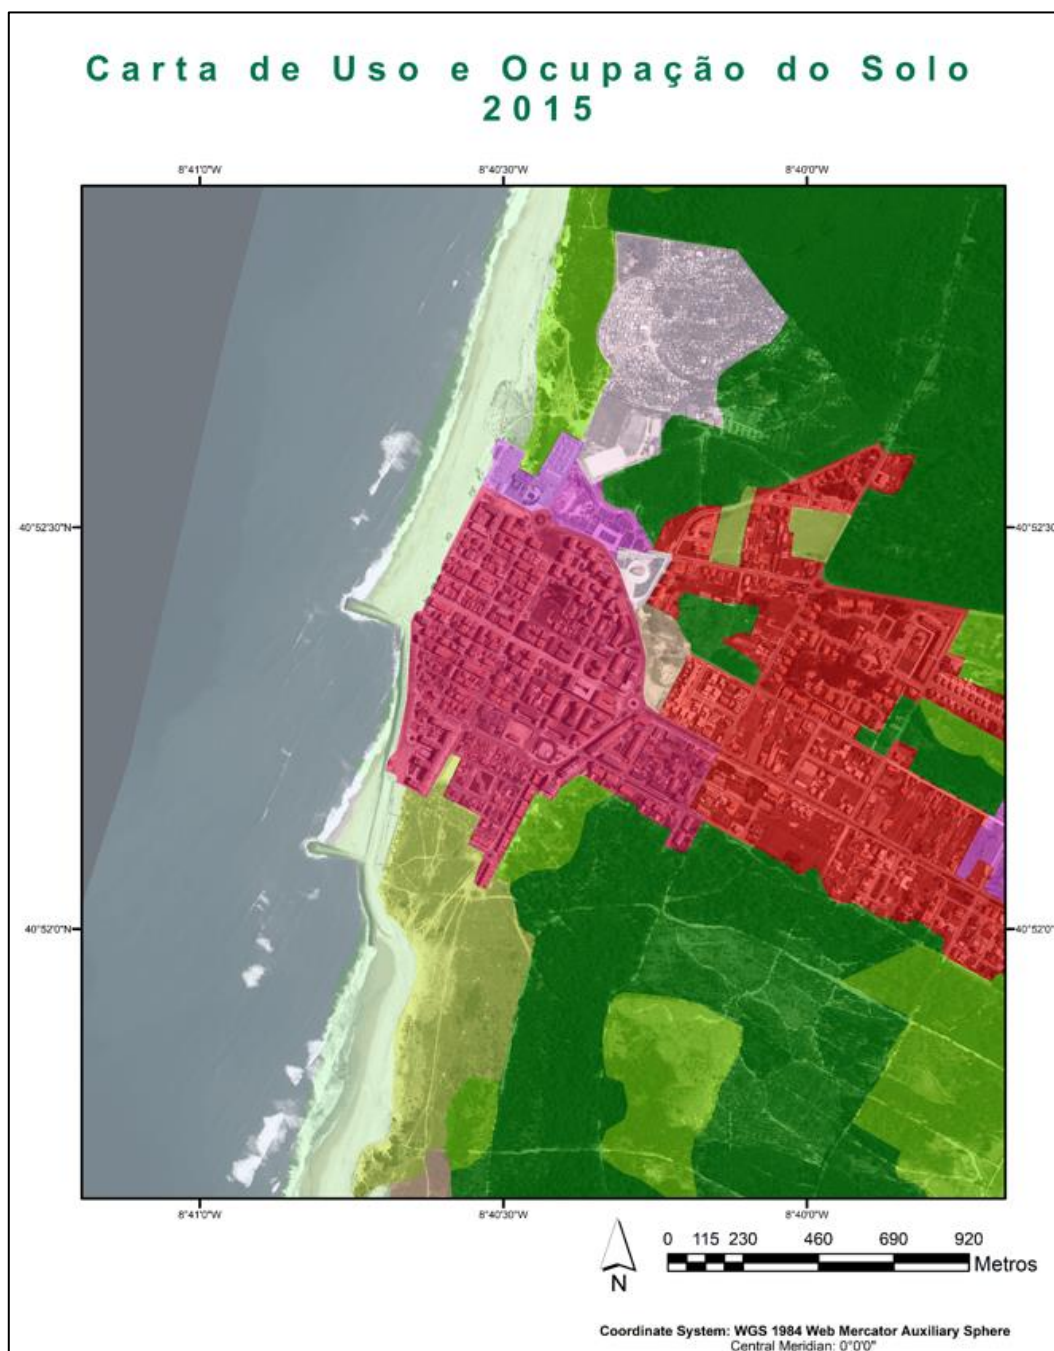 Carta de Uso e Ocupação do Solo
2015
8°41'0"W
8°40'30"W
8°40'0"W
40°52'30"N
40°52'30
40°52'0"N
40°52'0"
8°41'0"W
8°40'30"W
8°40'0"W
0 115 230 460 690 920
Metros
N
Coordinate System: WGS 1984 Web Mercator Auxiliary Sphere
Central Meridian: 0°0'0"